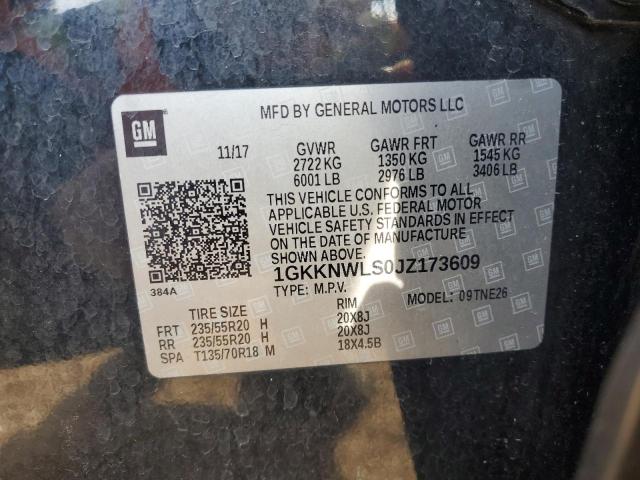 GM
MFD BY GENERAL MOTORS LLC
11/17 GVWR GAWR FRT GAWR RR
2722 KG 1350 KG 1545 KG
6001 LB 2976 LB 3406 LB
THIS VEHICLE CONFORMS TO ALL
APPLICABLE U.S. FEDERAL MOTOR
VEHICLE SAFETY STANDARDS IN EFFECT
ON THE DATE OF MANUFACTURE
SHOWN ABOVE.
384A
1GKKNWLS0JZ173609
TYPE: M.P.V. MODEL: 09TNE26
TIRE SIZE RIM
FRT 235/55R20 H 20X8J
RR 235/55R20 H 20X8J
SPA T135/70R18 M 18X4.5B